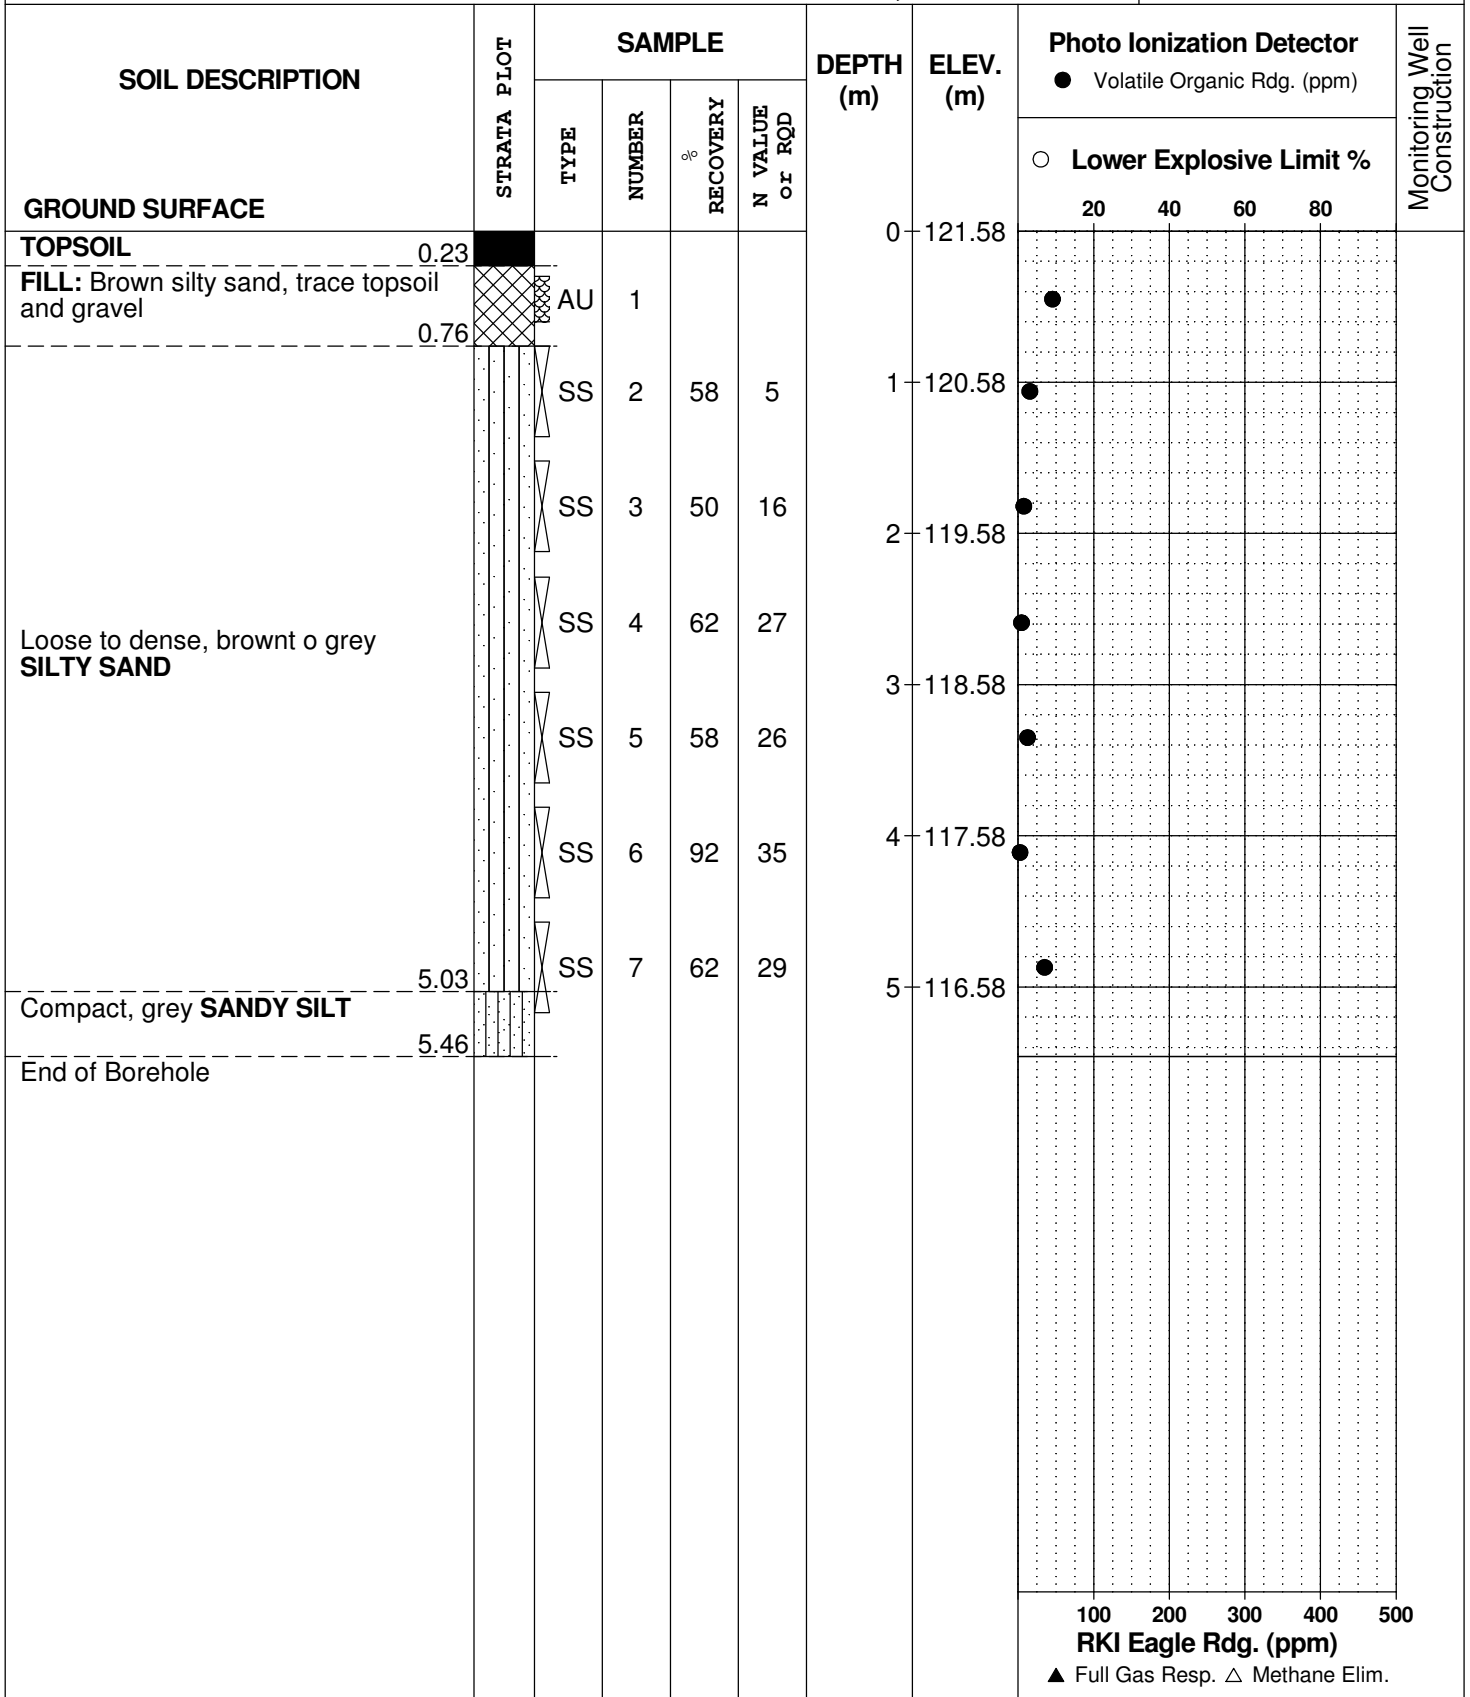 SOIL DESCRIPTION
GROUND SURFACE
STRATA PLOT
SAMPLE
TYPE
NUMBER
% RECOVERY
N VALUE or RQD
DEPTH (m)
ELEV. (m)
Photo Ionization Detector
● Volatile Organic Rdg. (ppm)
○ Lower Explosive Limit %
20 40 60 80
Monitoring Well
Construction
0 121.58
TOPSOIL 0.23
FILL: Brown silty sand, trace topsoil
and gravel
0.76
AU 1
SS 2 58 5
1 120.58
SS 3 50 16
2 119.58
SS 4 62 27
Loose to dense, brownt o grey
SILTY SAND
3 118.58
SS 5 58 26
4 117.58
SS 6 92 35
SS 7 62 29
5.03
5 116.58
Compact, grey SANDY SILT
5.46
End of Borehole
100 200 300 400 500
RKI Eagle Rdg. (ppm)
▲ Full Gas Resp. △ Methane Elim.